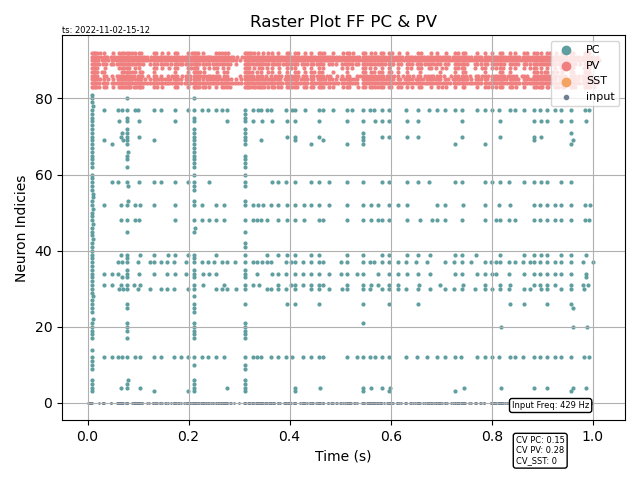 Raster Plot FF PC & PV
ts: 2022-11-02-15-12
PC
PV
SST
input
Neuron Indicies
80
60
40
20
0
Input Freq: 429 Hz
0.0 0.2 0.4 0.6 0.8 1.0
Time (s)
CV PC: 0.15
CV PV: 0.28
CV_SST: 0